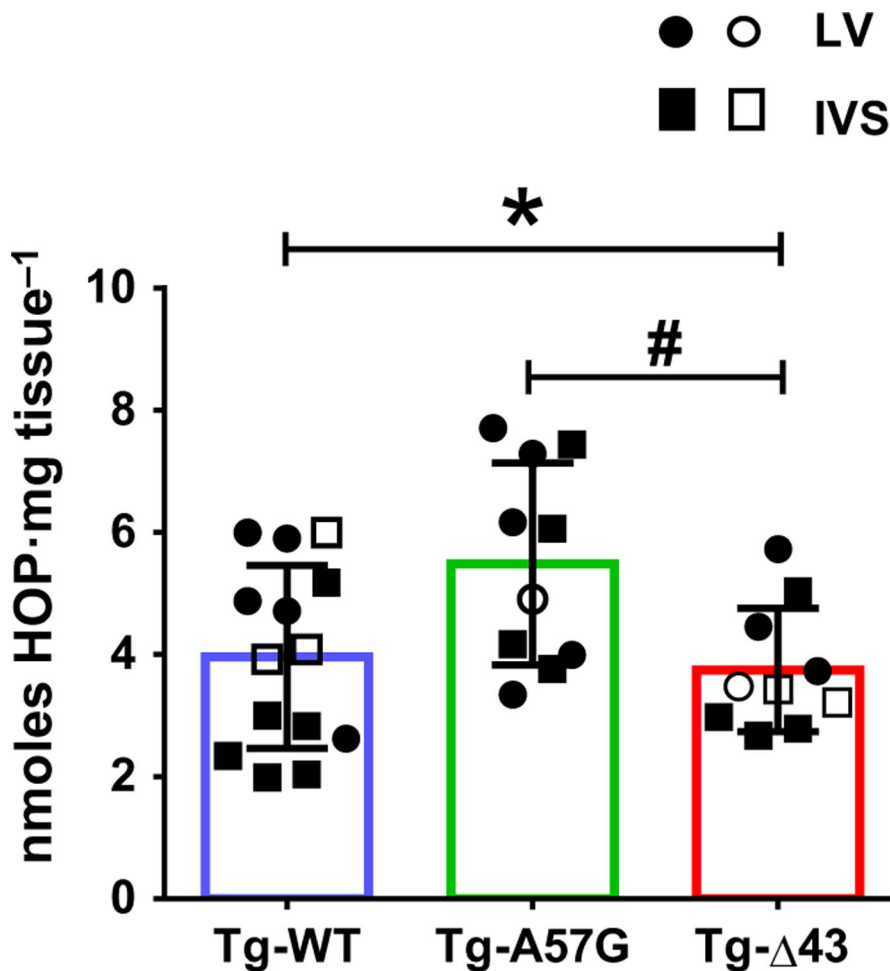 LV
IVS
*
#
nmoles HOP·mg tissue⁻¹
10
8
6
4
2
0
Tg-WT Tg-A57G Tg-Δ43